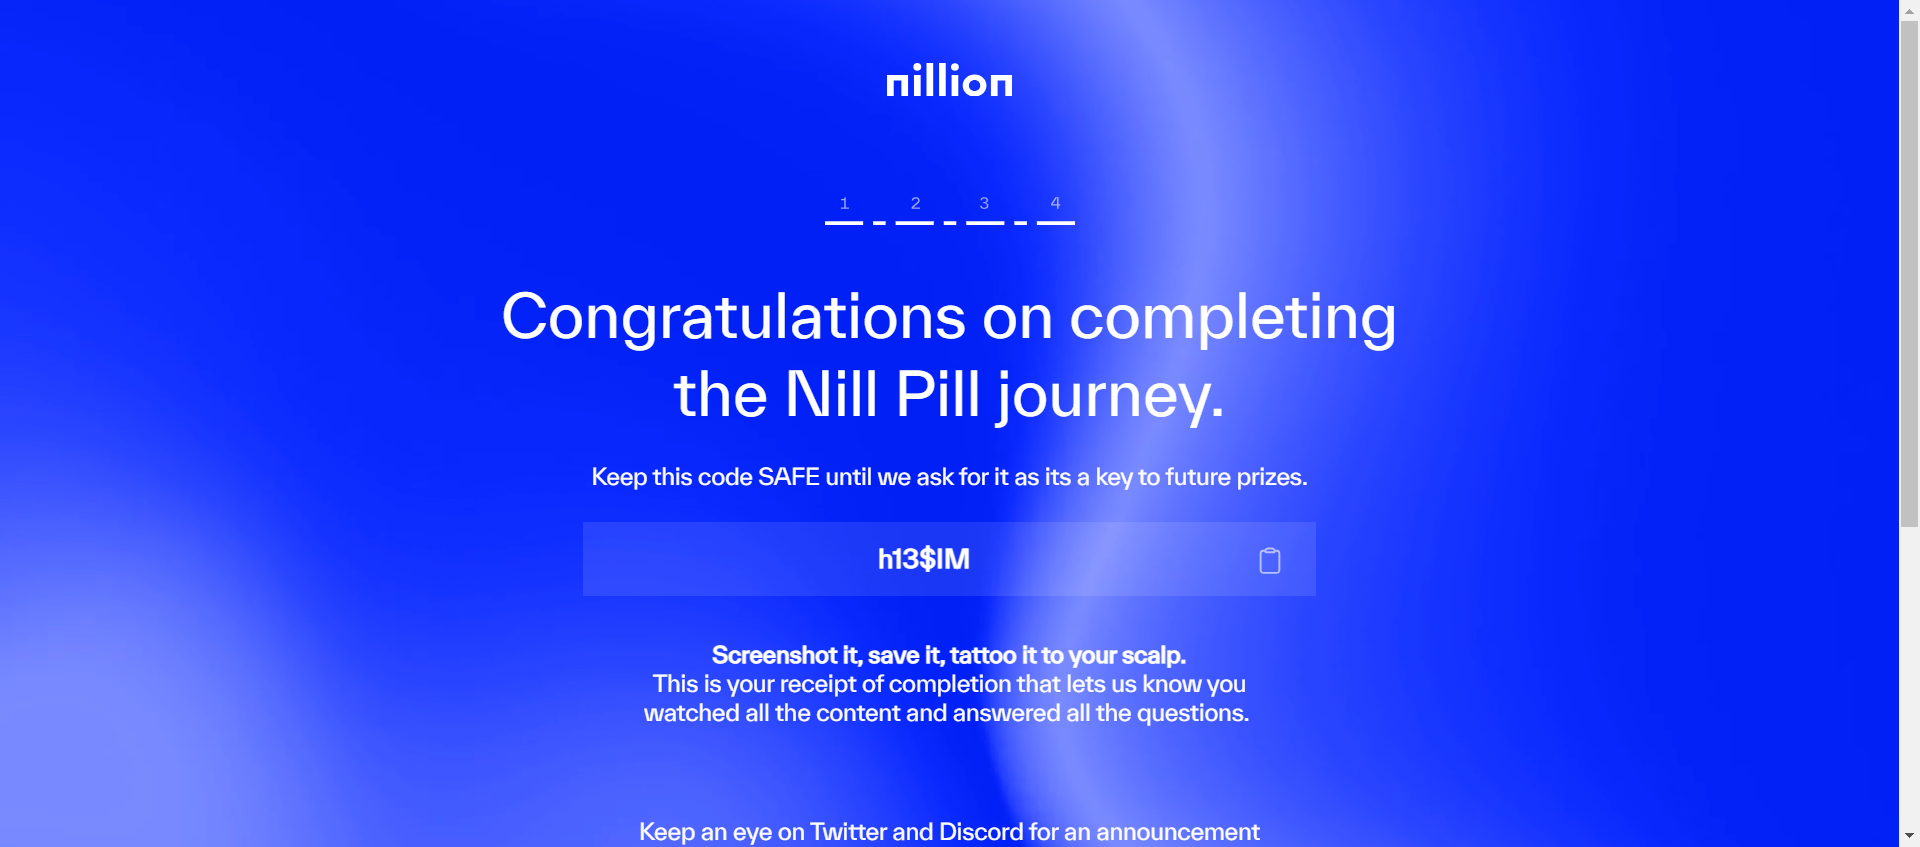 nillion
1 2 3 4
Congratulations on completing
the Nill Pill journey.
Keep this code SAFE until we ask for it as its a key to future prizes.
h13$IM
Screenshot it, save it, tattoo it to your scalp.
This is your receipt of completion that lets us know you
watched all the content and answered all the questions.
Keep an eye on Twitter and Discord for an announcement